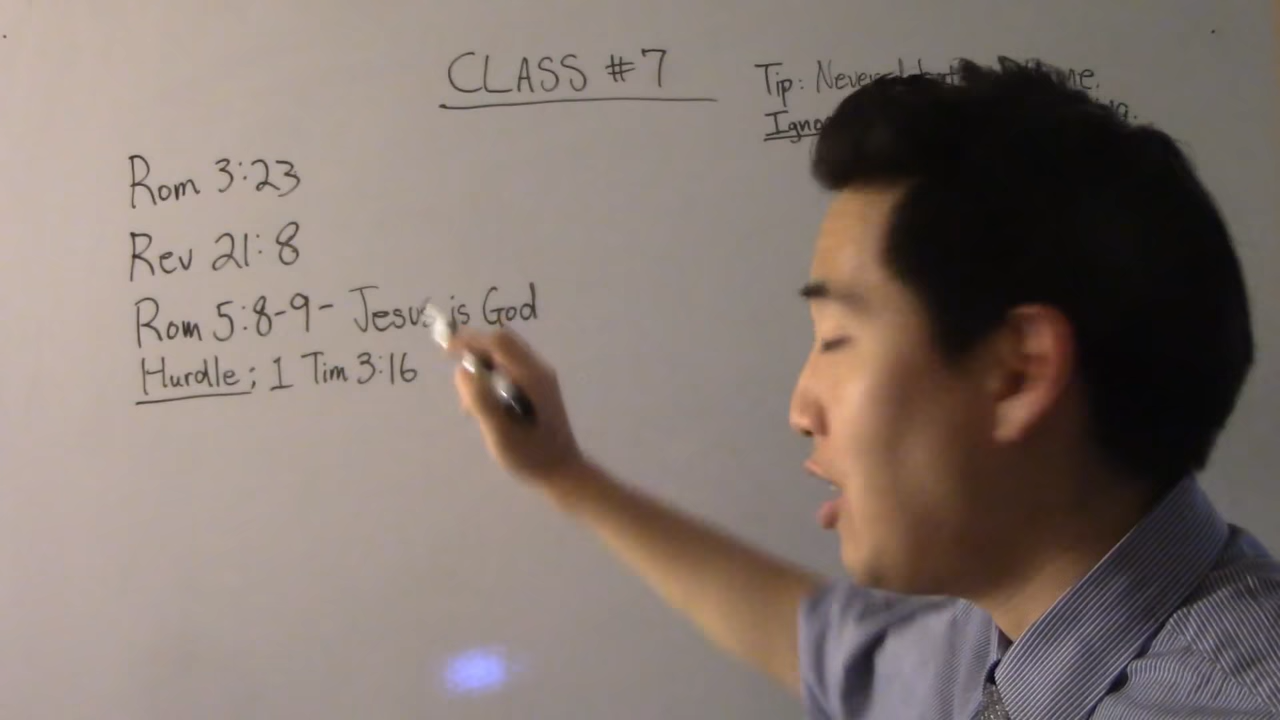 CLASS #7
Tip: Never
Rom 3:23
Rev 21:8
Rom 5:8-9- Jesus is God
Hurdle; 1 Tim 3:16